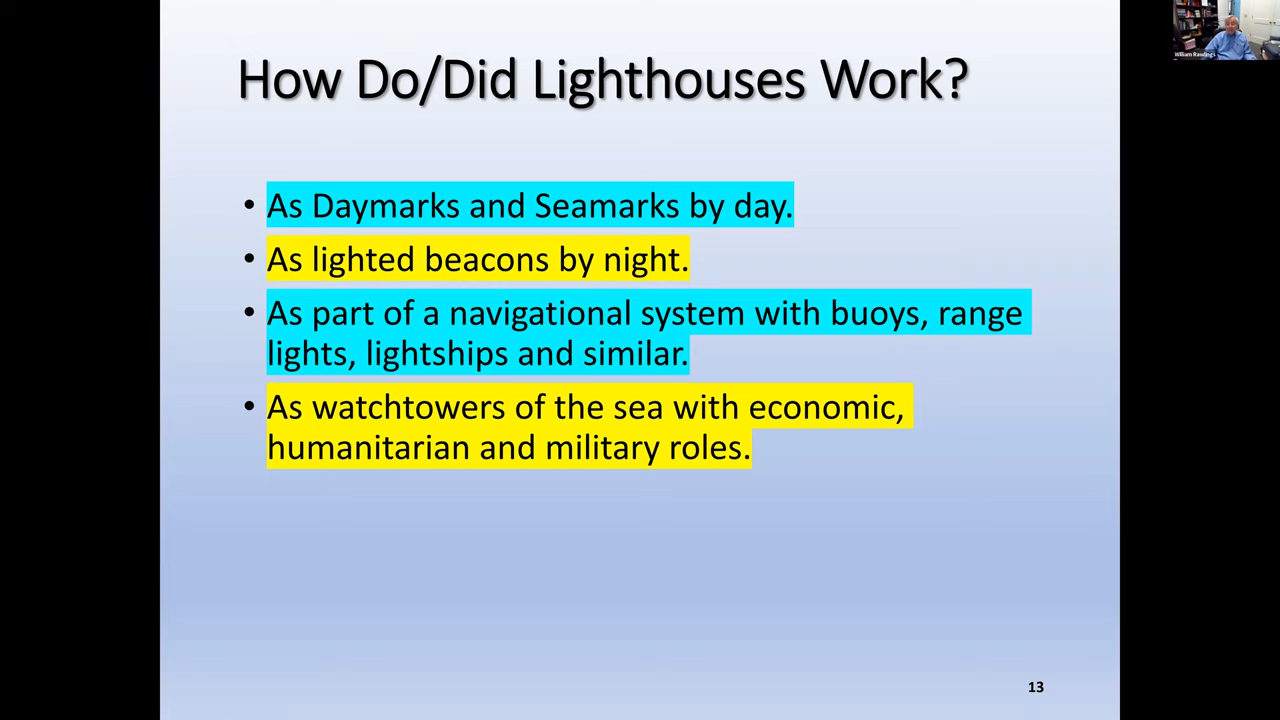 William Rawlings
How Do/Did Lighthouses Work?
• As Daymarks and Seamarks by day.
• As lighted beacons by night.
• As part of a navigational system with buoys, range
lights, lightships and similar.
• As watchtowers of the sea with economic,
humanitarian and military roles.
13